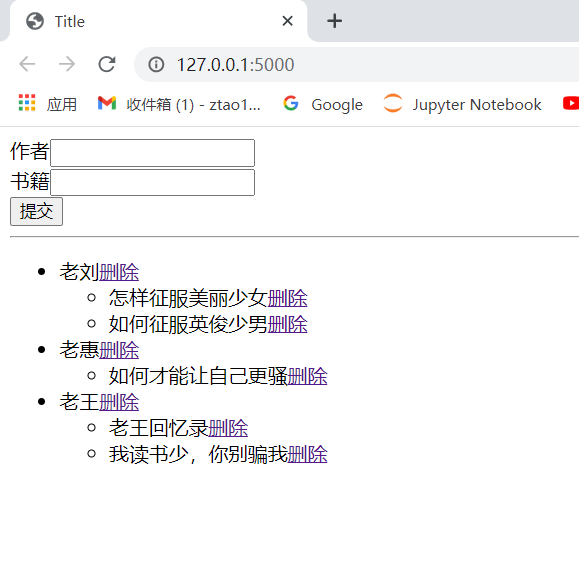 Title
127.0.0.1:5000
应用 收件箱 (1) - ztao1... Google Jupyter Notebook
作者
书籍
提交
老刘删除
怎样征服美丽少女删除
如何征服英俊少男删除
老惠删除
如何才能让自己更骚删除
老王删除
老王回忆录删除
我读书少，你别骗我删除